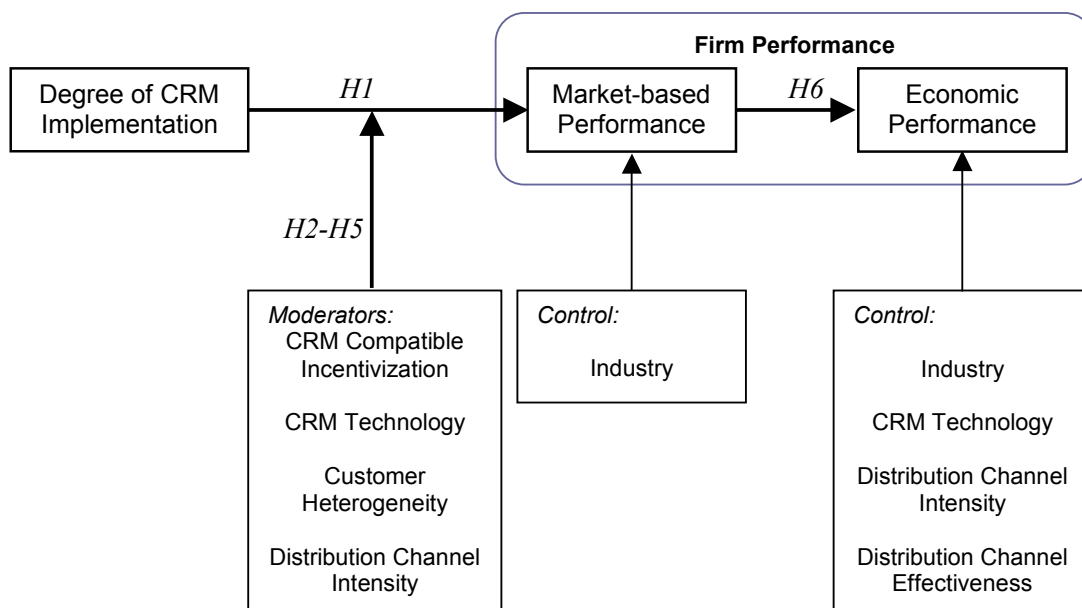 Firm Performance
Degree of CRM
Implementation
H1
Market-based
Performance
H6
Economic
Performance
H2-H5
Moderators:
CRM Compatible
Incentivization
CRM Technology
Customer
Heterogeneity
Distribution Channel
Intensity
Control:
Industry
Control:
Industry
CRM Technology
Distribution Channel
Intensity
Distribution Channel
Effectiveness